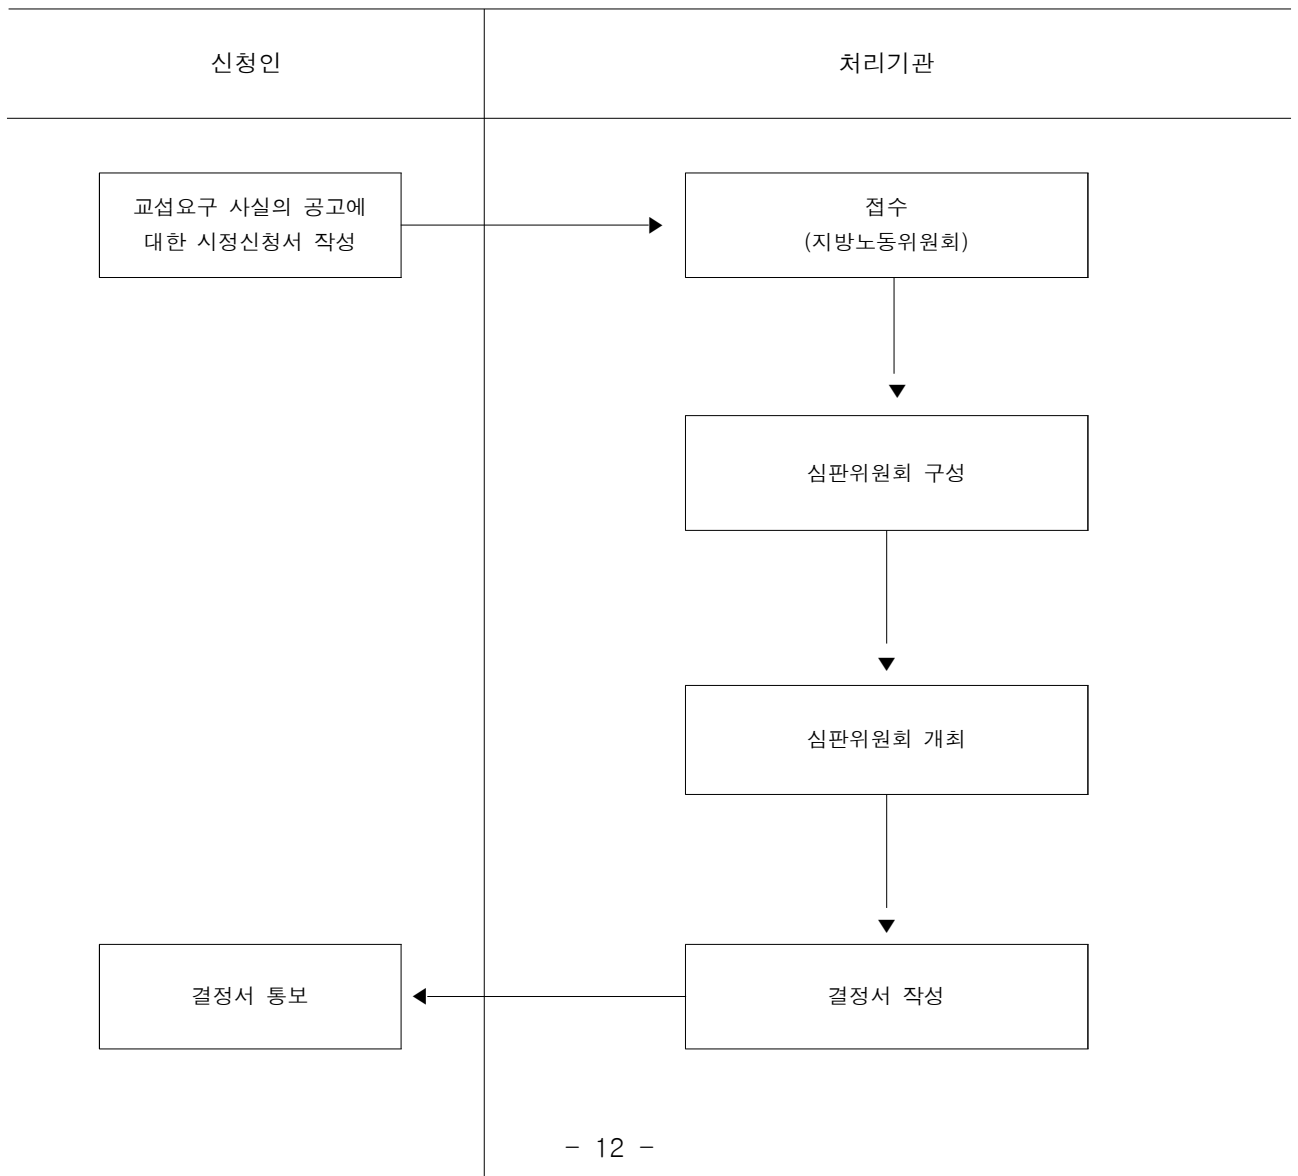 신청인
처리기관
교섭요구 사실의 공고에
대한 시정신청서 작성
접수
(지방노동위원회)
심판위원회 구성
심판위원회 개최
결정서 통보
결정서 작성
- 12 -